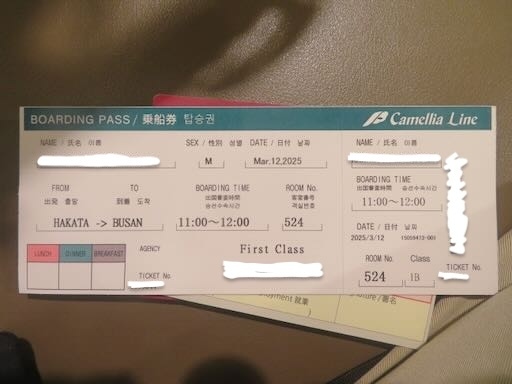 BOARDING PASS / 乗船券 탑승권
Camellia Line
NAME / 氏名 이름
SEX / 性別 성별
DATE / 日付 날짜
M
Mar.12,2025
FROM
出発 출발
TO
到着 도착
BOARDING TIME
出国審査時間
승선수속시간
ROOM No.
客室番号
객실번호
HAKATA -> BUSAN
11:00～12:00
524
First Class
LUNCH
DINNER
BREAKFAST
AGENCY
TICKET No.
NAME / 氏名 이름
BOARDING TIME
出国審査時間 승선수속시간
11:00～12:00
DATE / 日付 날짜
2025/3/12
ROOM No.
Class
TICKET No.
524
1B
ployment 就業
ature/署名